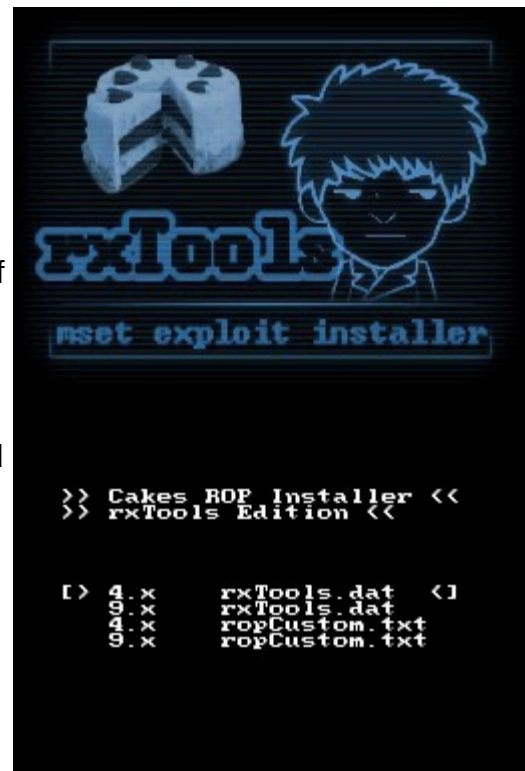 rxTools
mset exploit installer
>> Cakes ROP Installer <<
>> rxTools Edition <<
[> 4.x rxTools.dat <]
9.x rxTools.dat
4.x ropCustom.txt
9.x ropCustom.txt